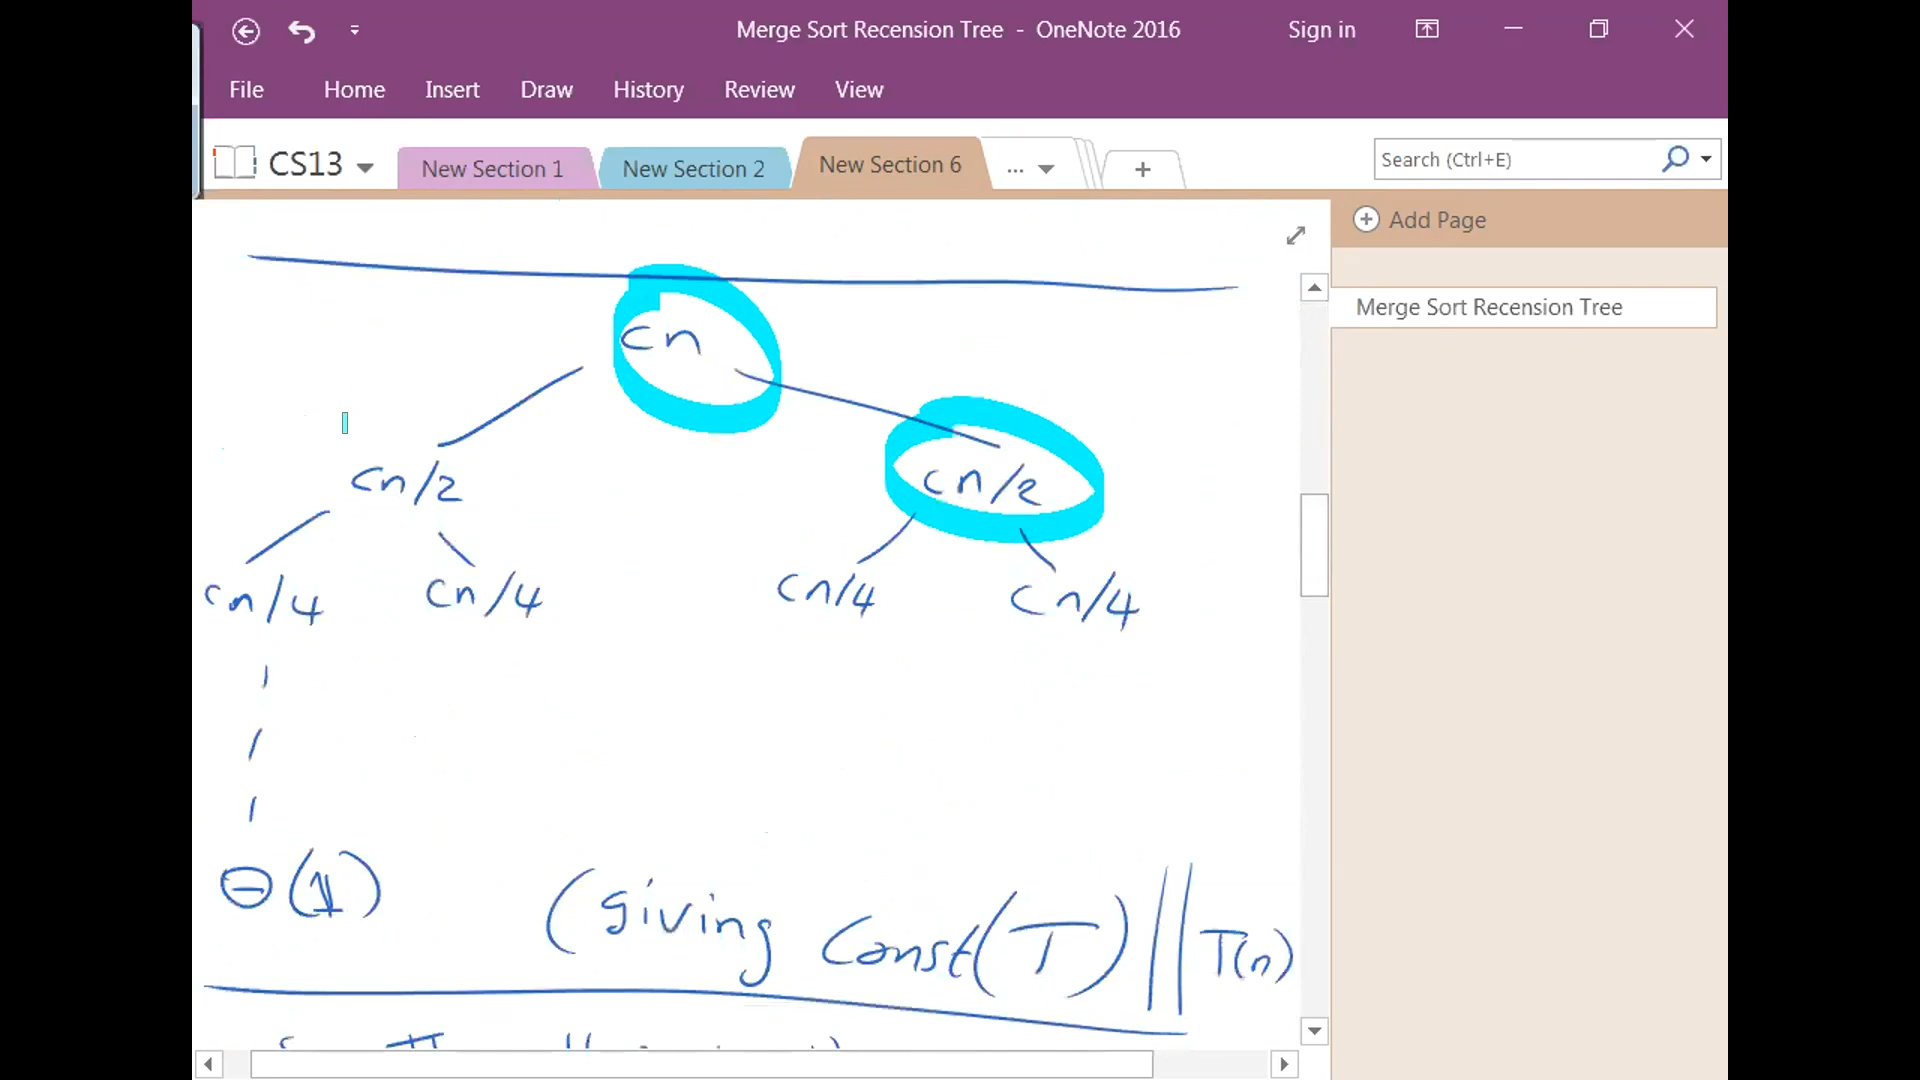 Merge Sort Recension Tree - OneNote 2016
Sign in
File Home Insert Draw History Review View
CS13
New Section 1
New Section 2
New Section 6
...
+
Search (Ctrl+E)
Add Page
Merge Sort Recension Tree
cn
cn/2 cn/2
cn/4 cn/4 cn/4 cn/4
Θ(1) (giving Const(T) || T(n)